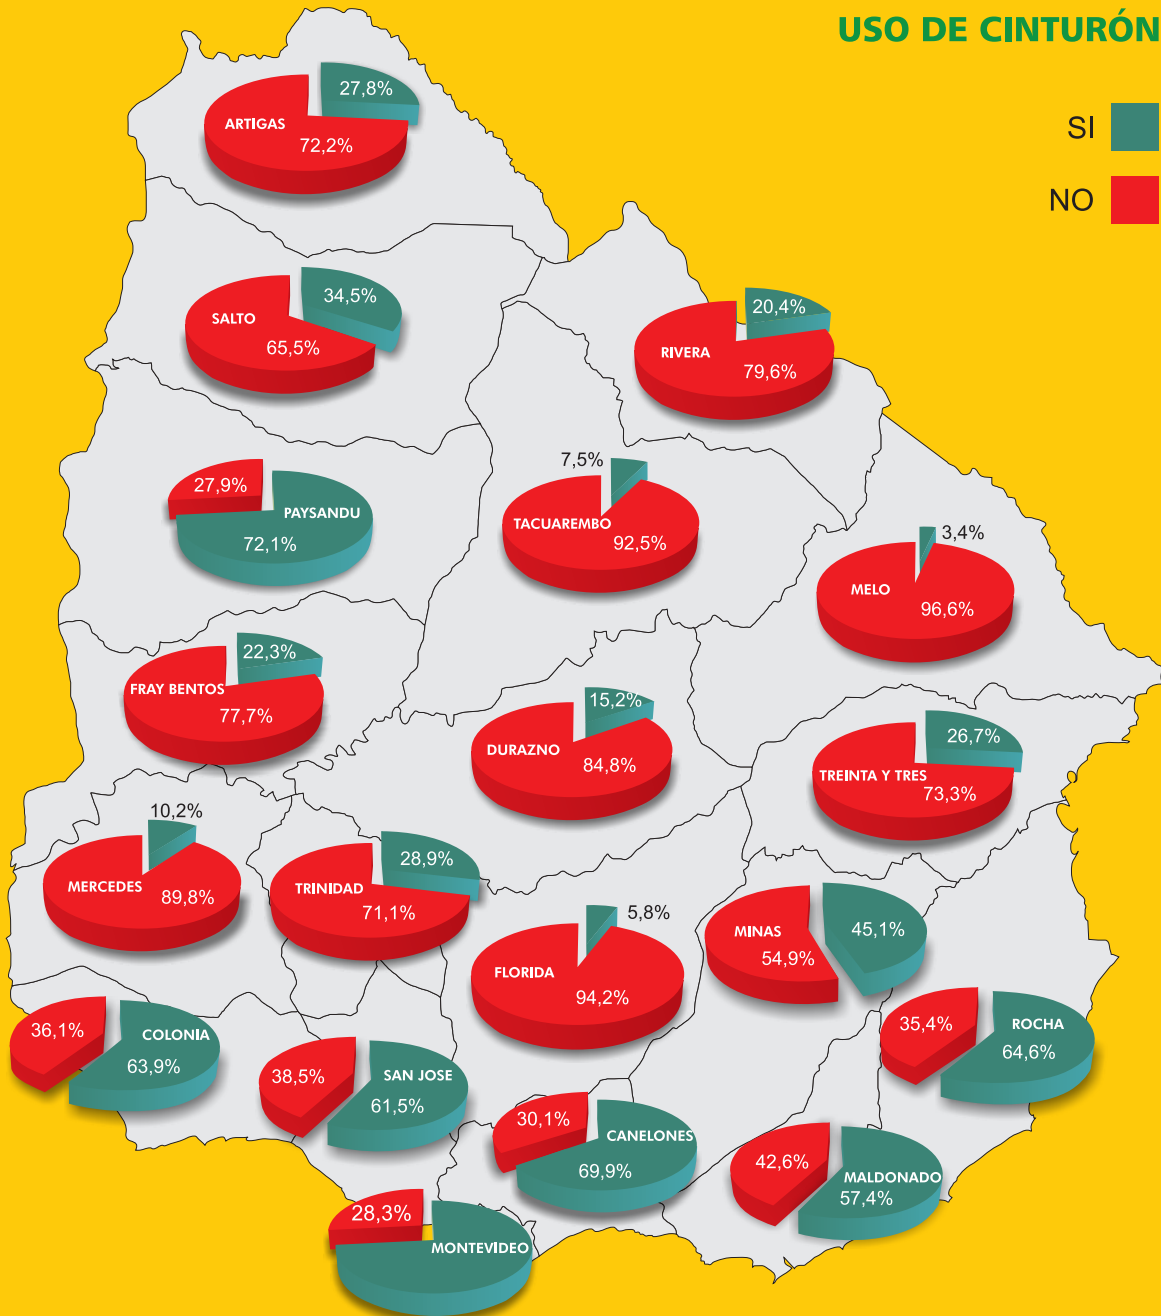 USO DE CINTURÓN
SI
NO
27,8%
ARTIGAS
72,2%
34,5%
SALTO
65,5%
20,4%
RIVERA
79,6%
27,9%
PAYSANDU
72,1%
7,5%
TACUAREMBO
92,5%
3,4%
MELO
96,6%
22,3%
FRAY BENTOS
77,7%
15,2%
DURAZNO
84,8%
26,7%
TREINTA Y TRES
73,3%
10,2%
MERCEDES
89,8%
28,9%
TRINIDAD
71,1%
5,8%
FLORIDA
94,2%
45,1%
MINAS
54,9%
36,1%
COLONIA
63,9%
38,5%
SAN JOSE
61,5%
35,4%
ROCHA
64,6%
30,1%
CANELONES
69,9%
42,6%
MALDONADO
57,4%
28,3%
MONTEVIDEO